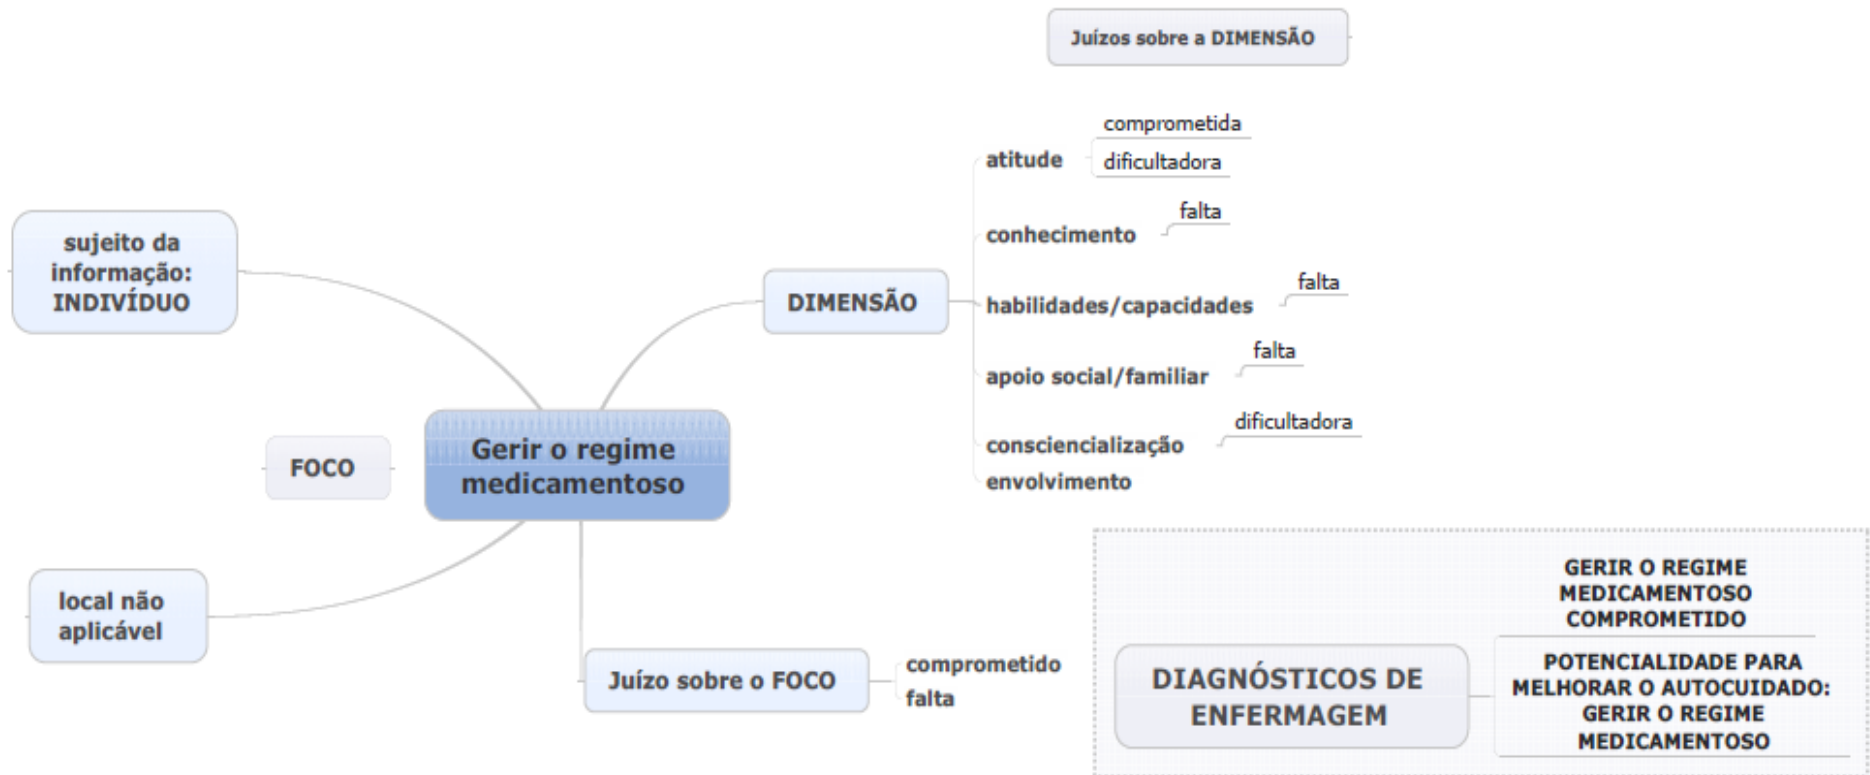 Juízos sobre a DIMENSÃO
sujeito da
informação:
INDIVÍDUO
FOCO
local não
aplicável
Gerir o regime
medicamentoso
DIMENSÃO
atitude
comprometida
dificultadora
conhecimento
falta
habilidades/capacidades
falta
apoio social/familiar
falta
consciencialização
dificultadora
envolvimento
Juízo sobre o FOCO
comprometido
falta
DIAGNÓSTICOS DE
ENFERMAGEM
GERIR O REGIME
MEDICAMENTOSO
COMPROMETIDO
POTENCIALIDADE PARA
MELHORAR O AUTOCUIDADO:
GERIR O REGIME
MEDICAMENTOSO